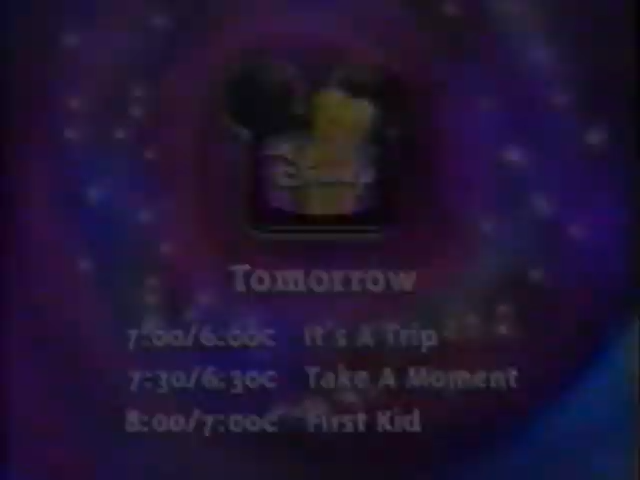 Disney
Tomorrow
7:00/6:00C It's A Trip
7:30/6:30C Take A Moment
8:00/7:00C First Kid